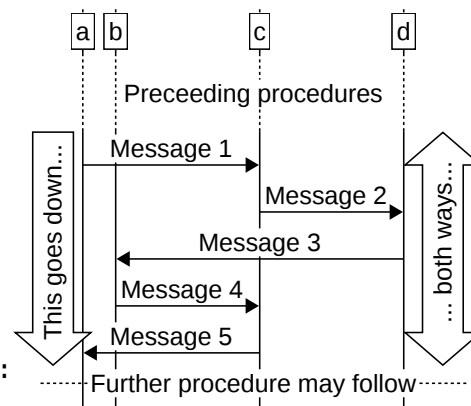 a b c d
Preceeding procedures
Message 1
Message 2
Message 3
Message 4
Message 5
This goes down...
... both ways...
:
Further procedure may follow